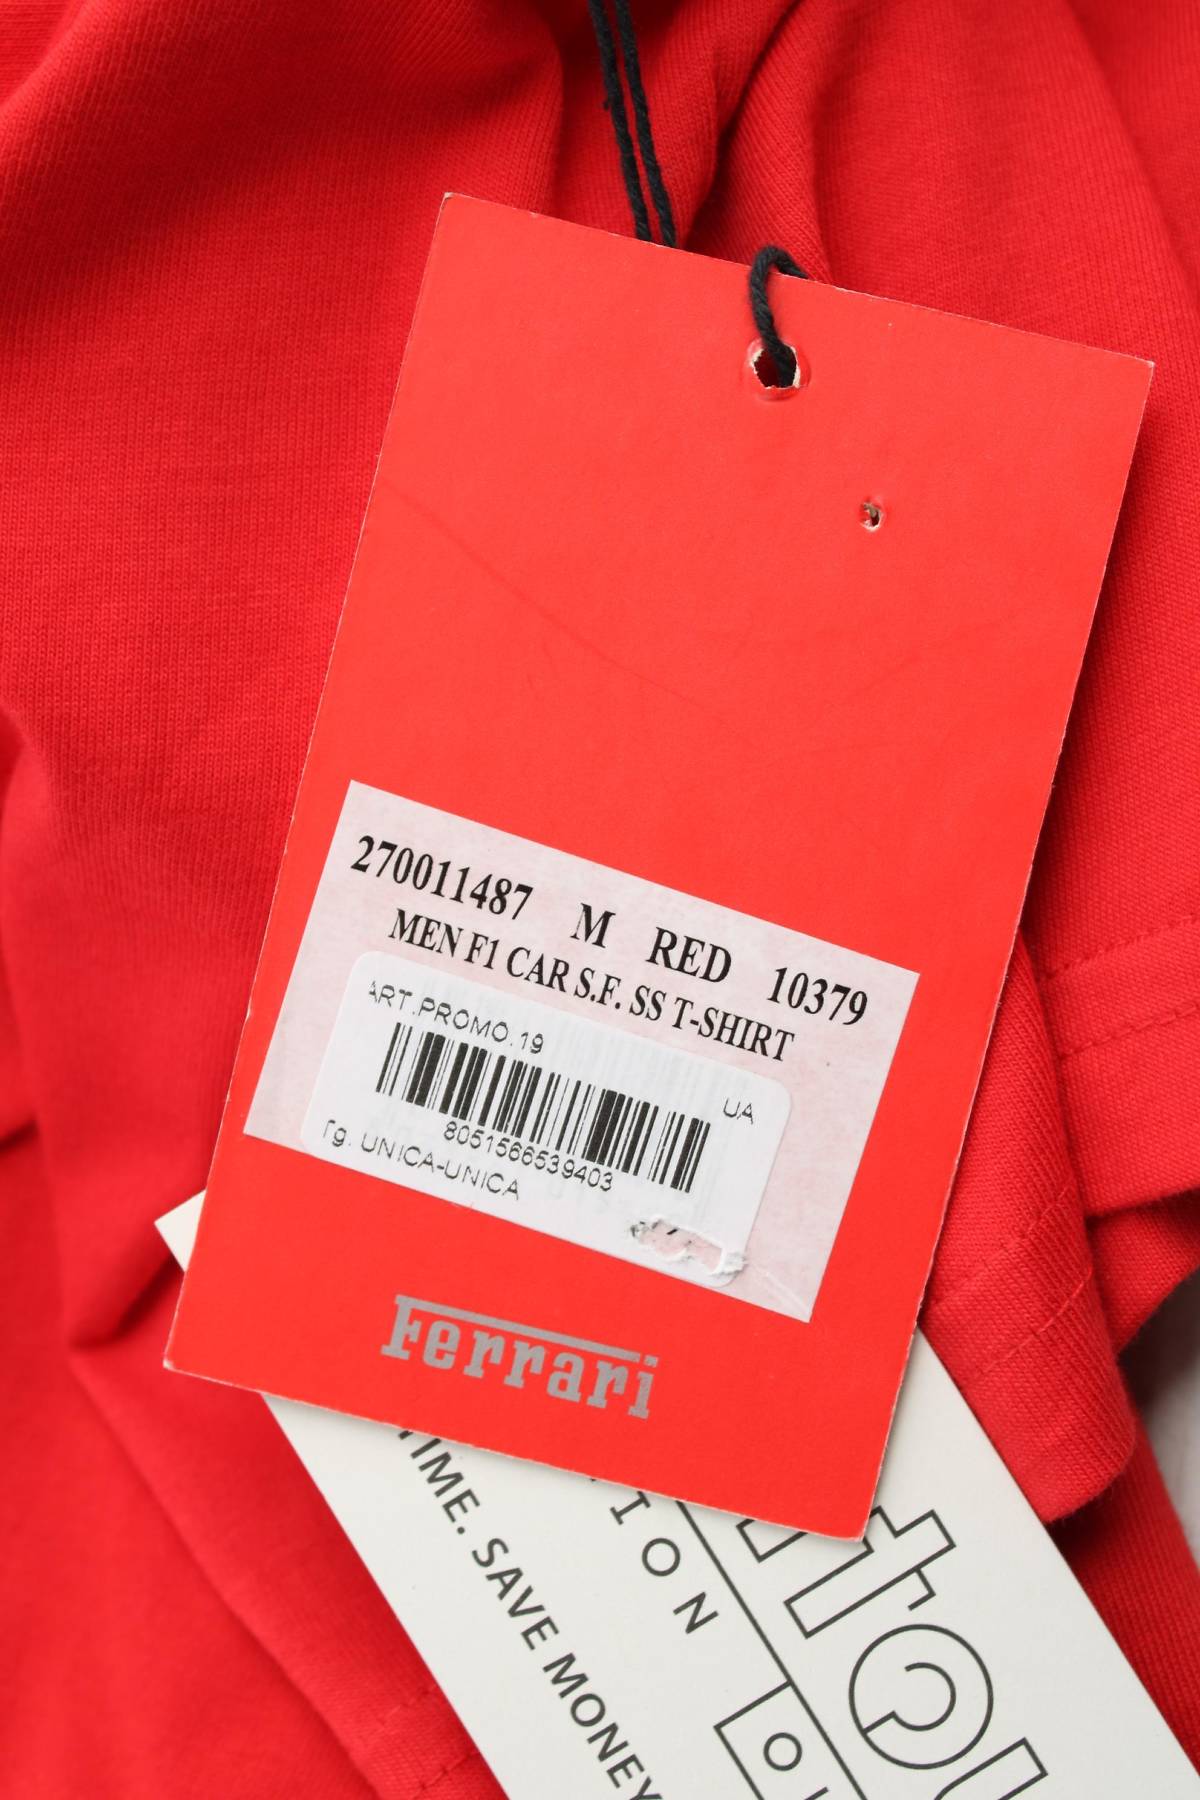 270011487 M RED 10379
MEN F1 CAR S.F. SS T-SHIRT
ART.PROMO.19
UA
8051566539403
Tg. UNICA-UNICA
Ferrari
TIME. SAVE MONEY